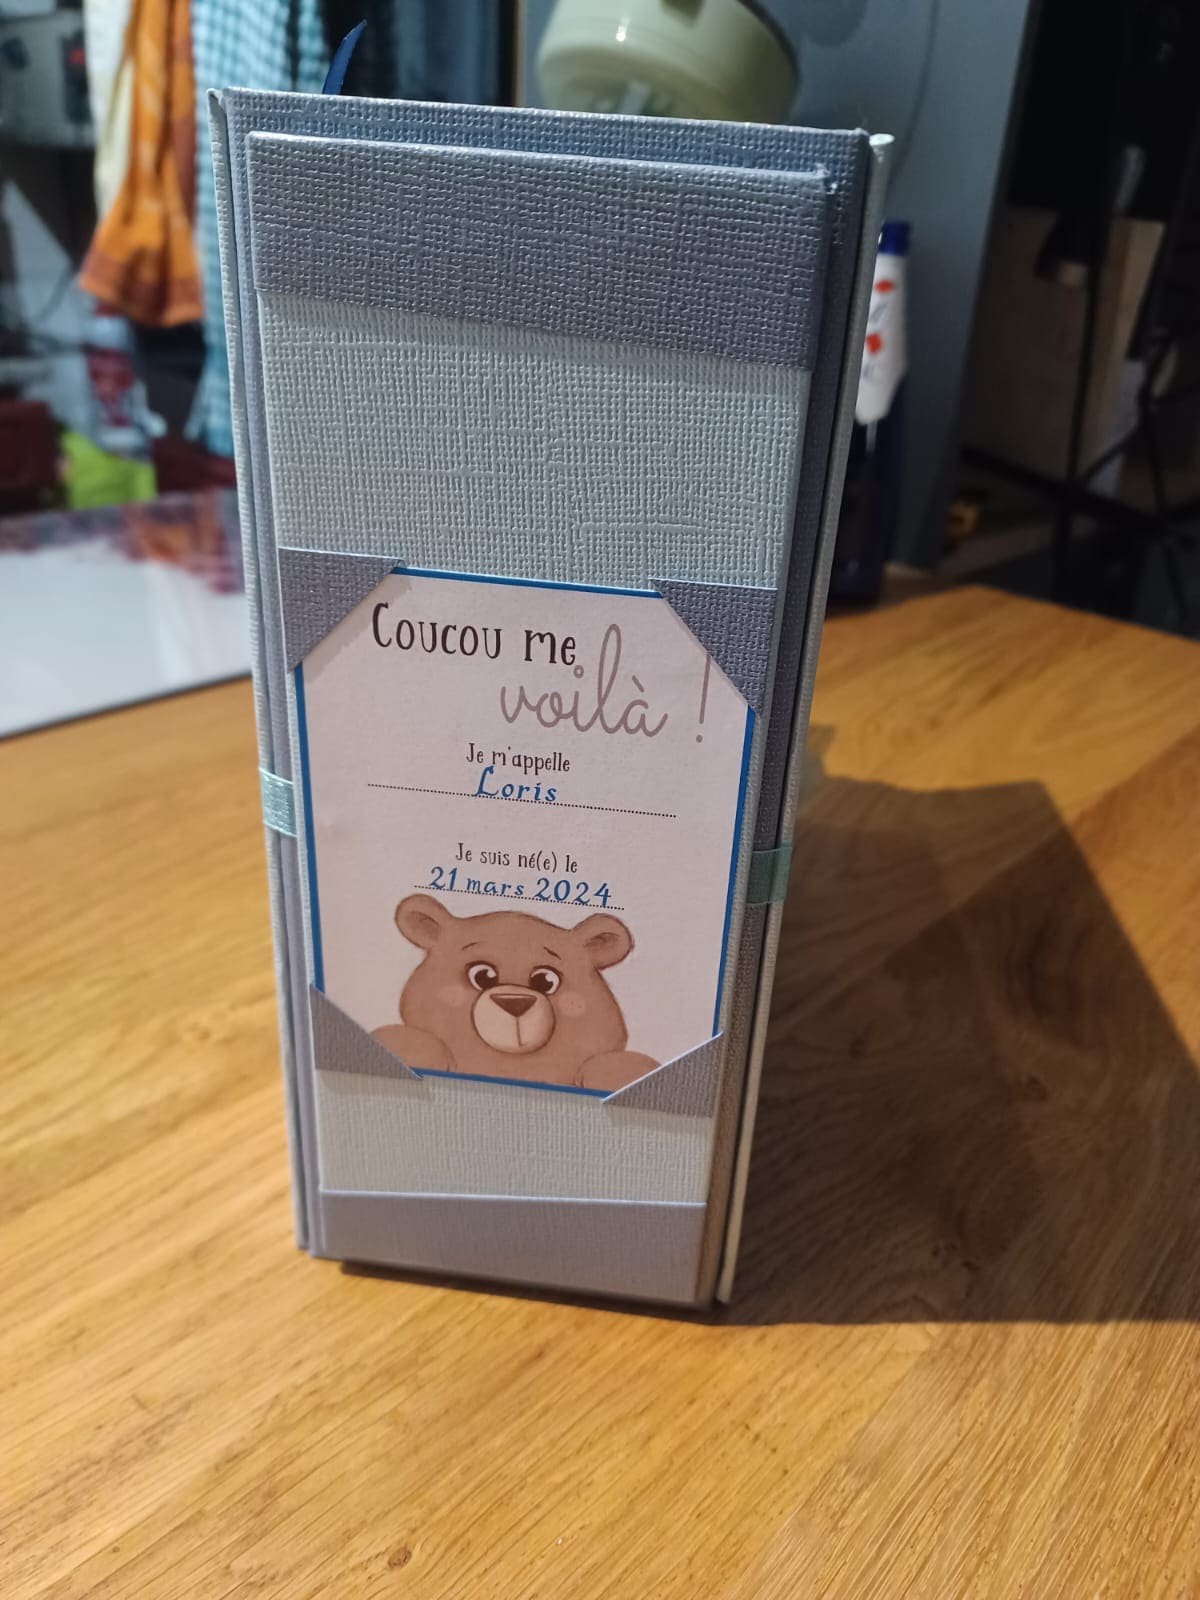 Coucou me
voilà !
Je m'appelle
Loris
Je suis né(e) le
21 mars 2024